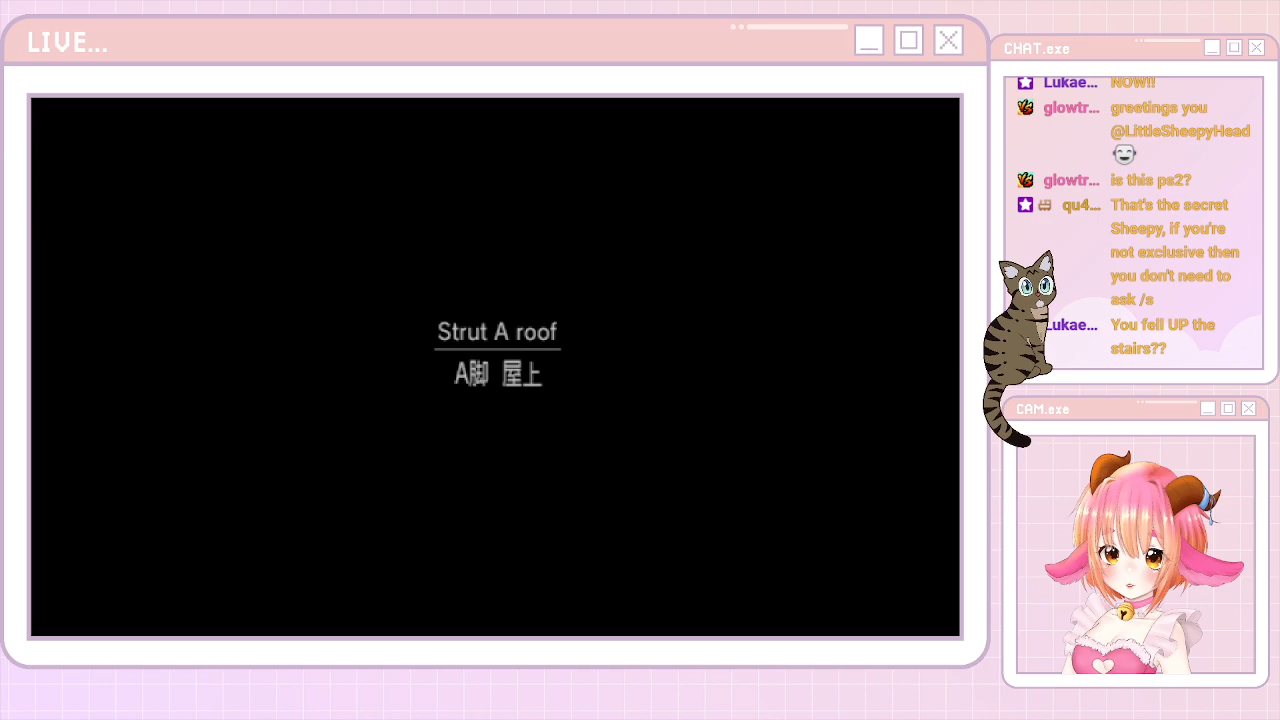 LIVE...
Strut A roof
A脚 屋上
CHAT.exe
Lukae... NOW!!
glowtr... greetings you
@LittleSheepyHead
glowtr... is this ps2?
qu4... That's the secret
Sheepy, if you're
not exclusive then
you don't need to
ask /s
Lukae... You fell UP the
stairs??
CAM.exe